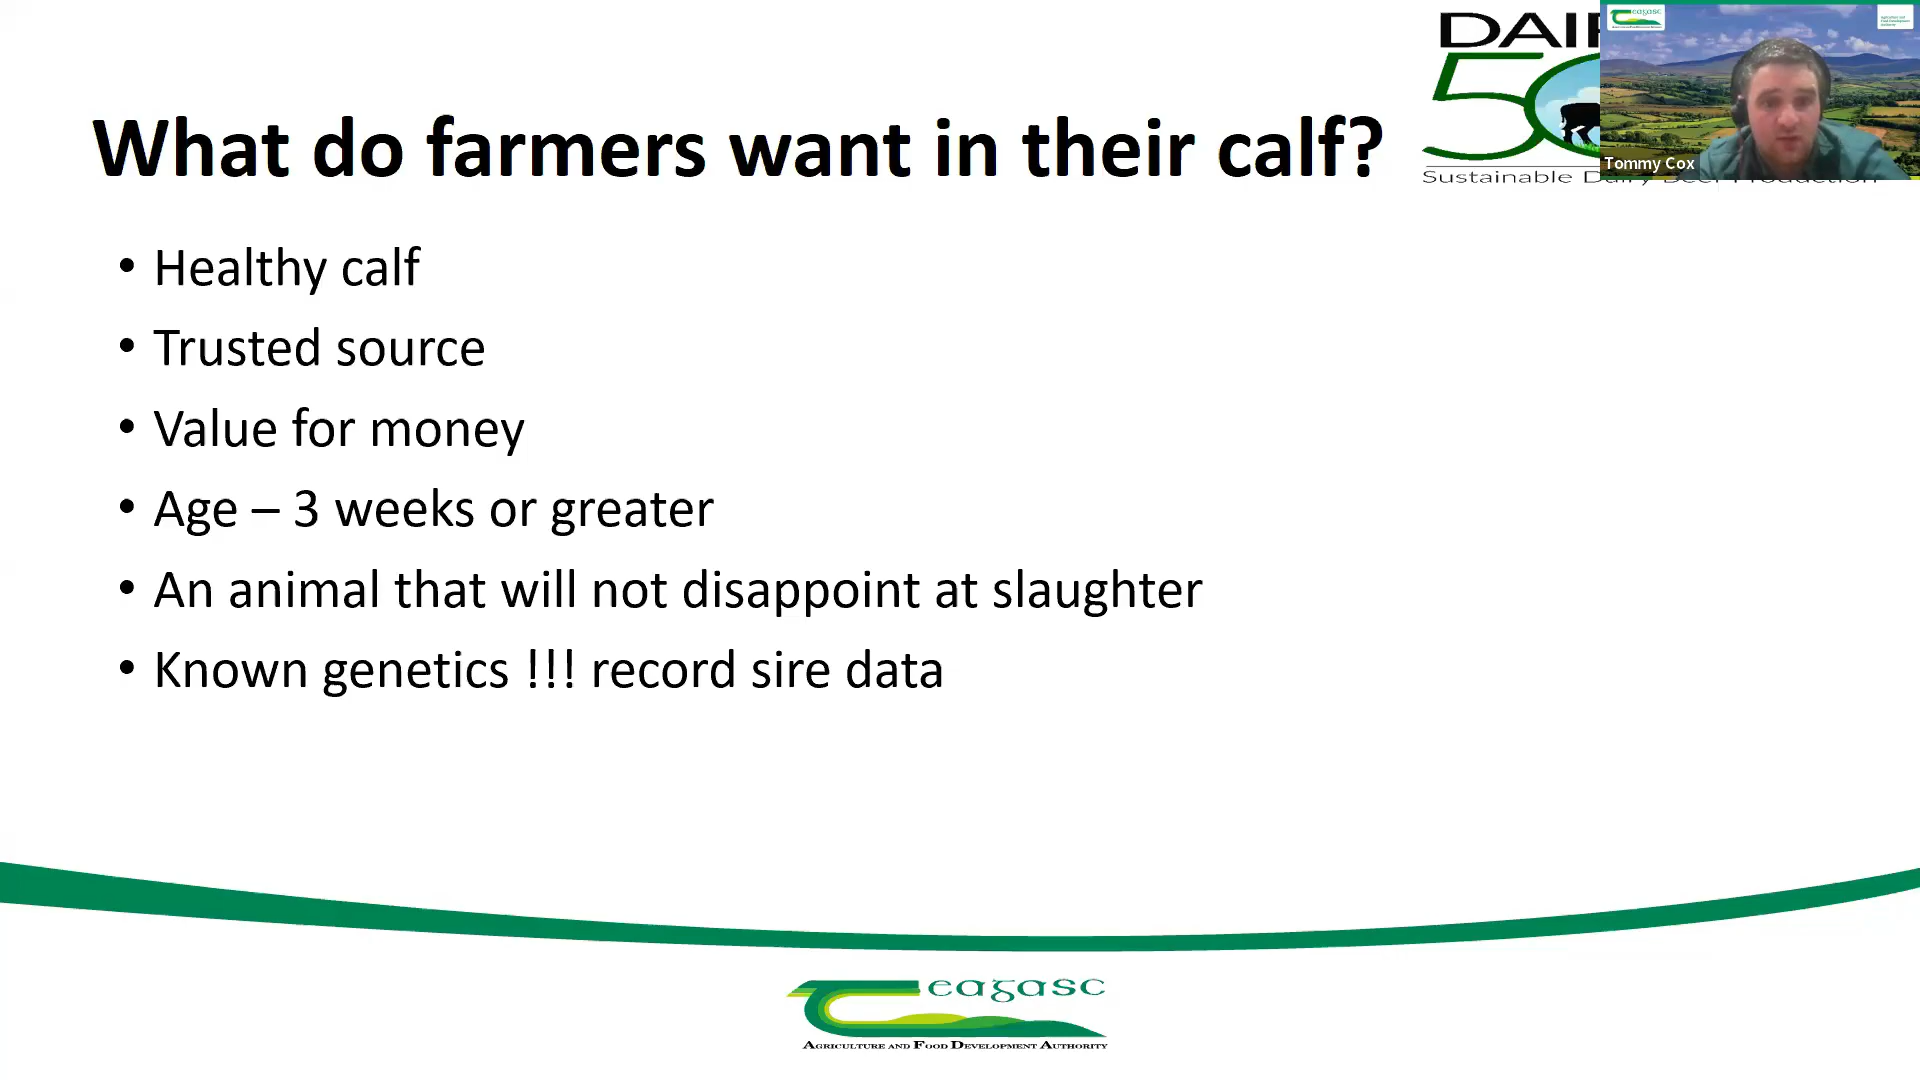 DAI
50
Sustainable Dairy Beef Production
Teagasc
Tommy Cox
What do farmers want in their calf?
• Healthy calf
• Trusted source
• Value for money
• Age – 3 weeks or greater
• An animal that will not disappoint at slaughter
• Known genetics !!! record sire data
Teagasc
AGRICULTURE AND FOOD DEVELOPMENT AUTHORITY